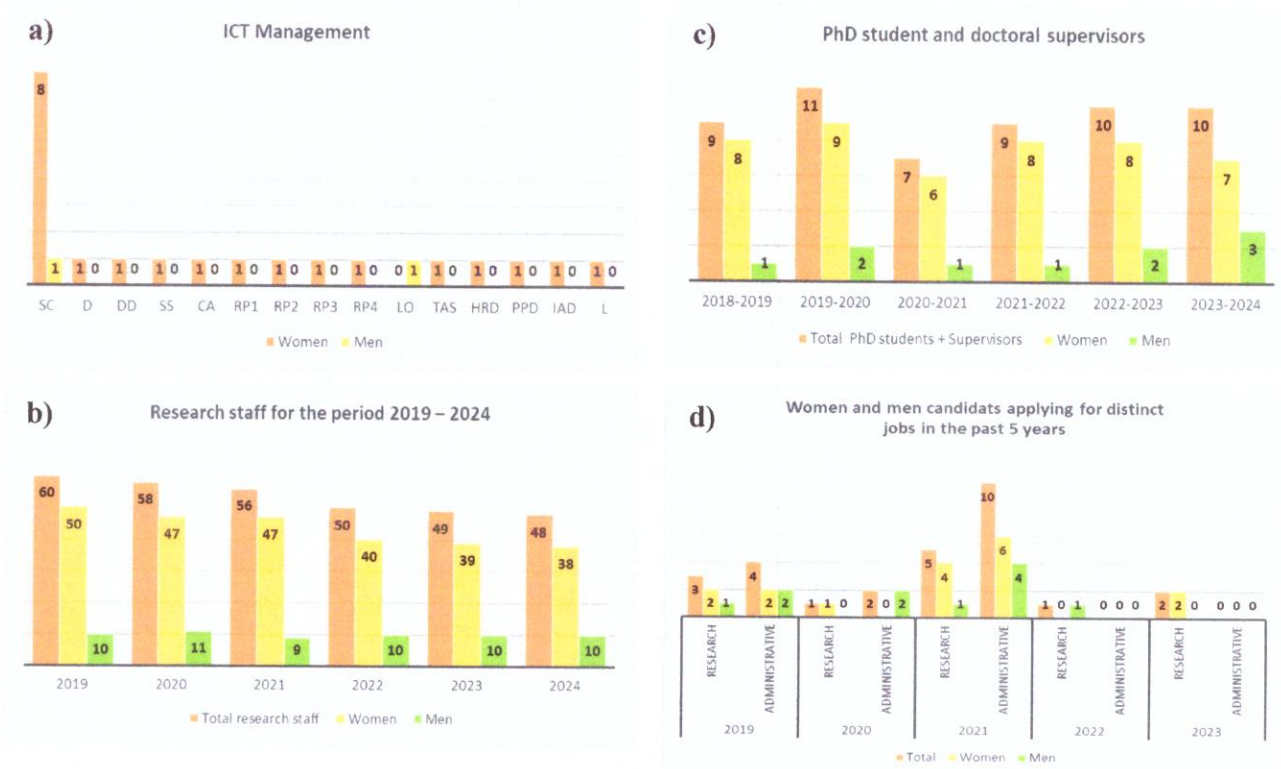 a)
ICT Management
8
1 1 0 1 0 1 0 1 0 1 0 1 0 1 0 1 0 0 1 1 0 1 0 1 0 1 0 1 0
SC D DD SS CA RP1 RP2 RP3 RP4 LO TAS HRD PPD IAD L
Women Men
b)
Research staff for the period 2019 – 2024
60 50 10 58 47 11 56 47 9 50 40 10 49 39 10 48 38 10
2019 2020 2021 2022 2023 2024
Total research staff Women Men
c)
PhD student and doctoral supervisors
9 8 1 11 9 2 7 6 1 9 8 1 10 8 2 10 7 3
2018-2019 2019-2020 2020-2021 2021-2022 2022-2023 2023-2024
Total PhD students + Supervisors Women Men
d)
Women and men candidats applying for distinct
jobs in the past 5 years
3 2 1 4 2 2 1 1 0 2 0 2 5 4 1 10 6 4 1 0 1 0 0 0 2 2 0 0 0 0
RESEARCH ADMINISTRATIVE RESEARCH ADMINISTRATIVE RESEARCH ADMINISTRATIVE RESEARCH ADMINISTRATIVE RESEARCH ADMINISTRATIVE
2019 2020 2021 2022 2023
Total Women Men